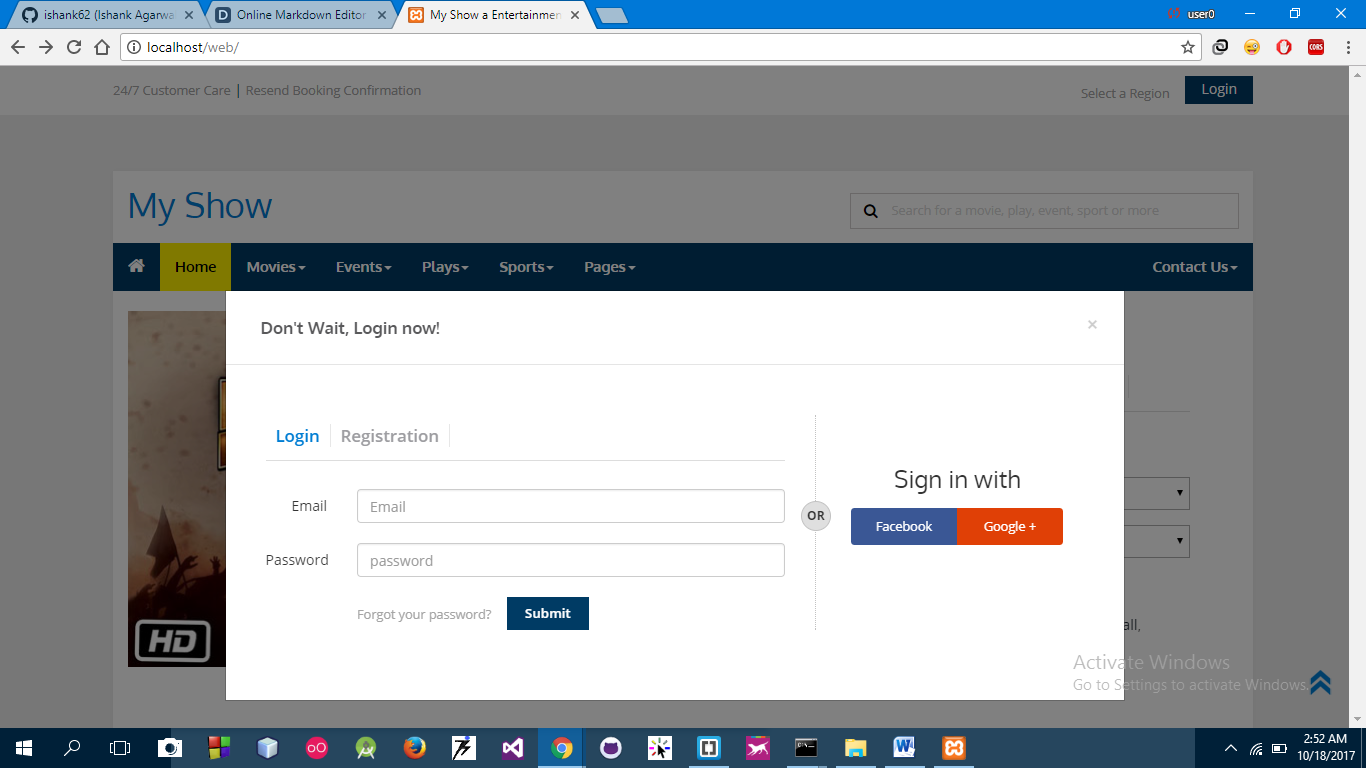 ishank62 (Ishank Agarwa
Online Markdown Editor
My Show a Entertainmen
user0
localhost/web/
CORS
24/7 Customer Care | Resend Booking Confirmation
Select a Region
Login
My Show
Search for a movie, play, event, sport or more
Home
Movies
Events
Plays
Sports
Pages
Contact Us
Don't Wait, Login now!
×
Login
Registration
Email
Email
Password
password
Forgot your password?
Submit
OR
Sign in with
Facebook
Google +
HD
all,
Activate Windows
Go to Settings to activate Windows.
2:52 AM
10/18/2017